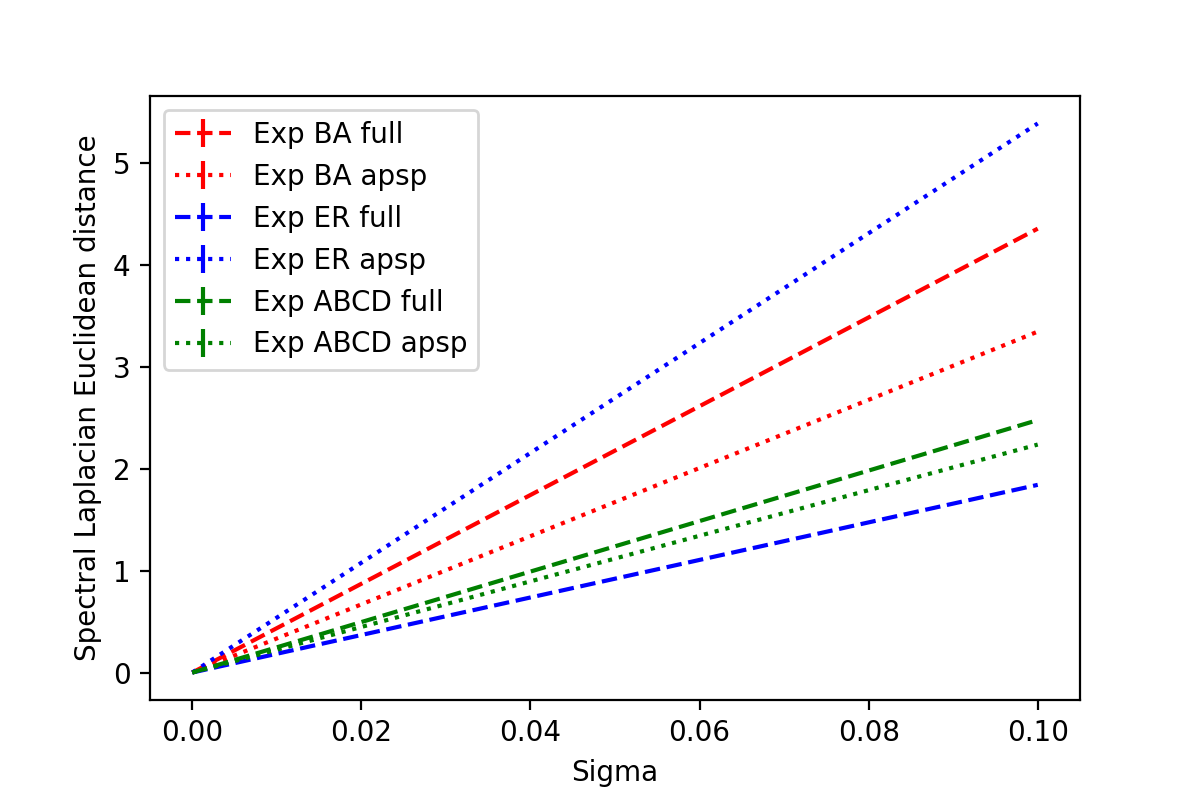 Exp BA full
Exp BA apsp
Exp ER full
Exp ER apsp
Exp ABCD full
Exp ABCD apsp
Spectral Laplacian Euclidean distance
5
4
3
2
1
0
0.00 0.02 0.04 0.06 0.08 0.10
Sigma